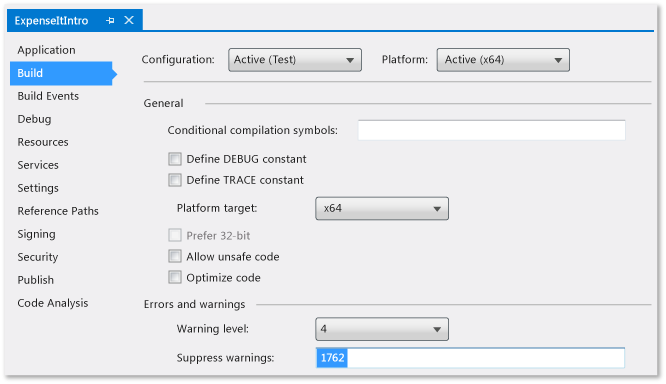 ExpenseItIntro
Application
Build
Build Events
Debug
Resources
Services
Settings
Reference Paths
Signing
Security
Publish
Code Analysis
Configuration: Active (Test) Platform: Active (x64)
General
Conditional compilation symbols:
Define DEBUG constant
Define TRACE constant
Platform target: x64
Prefer 32-bit
Allow unsafe code
Optimize code
Errors and warnings
Warning level: 4
Suppress warnings: 1762